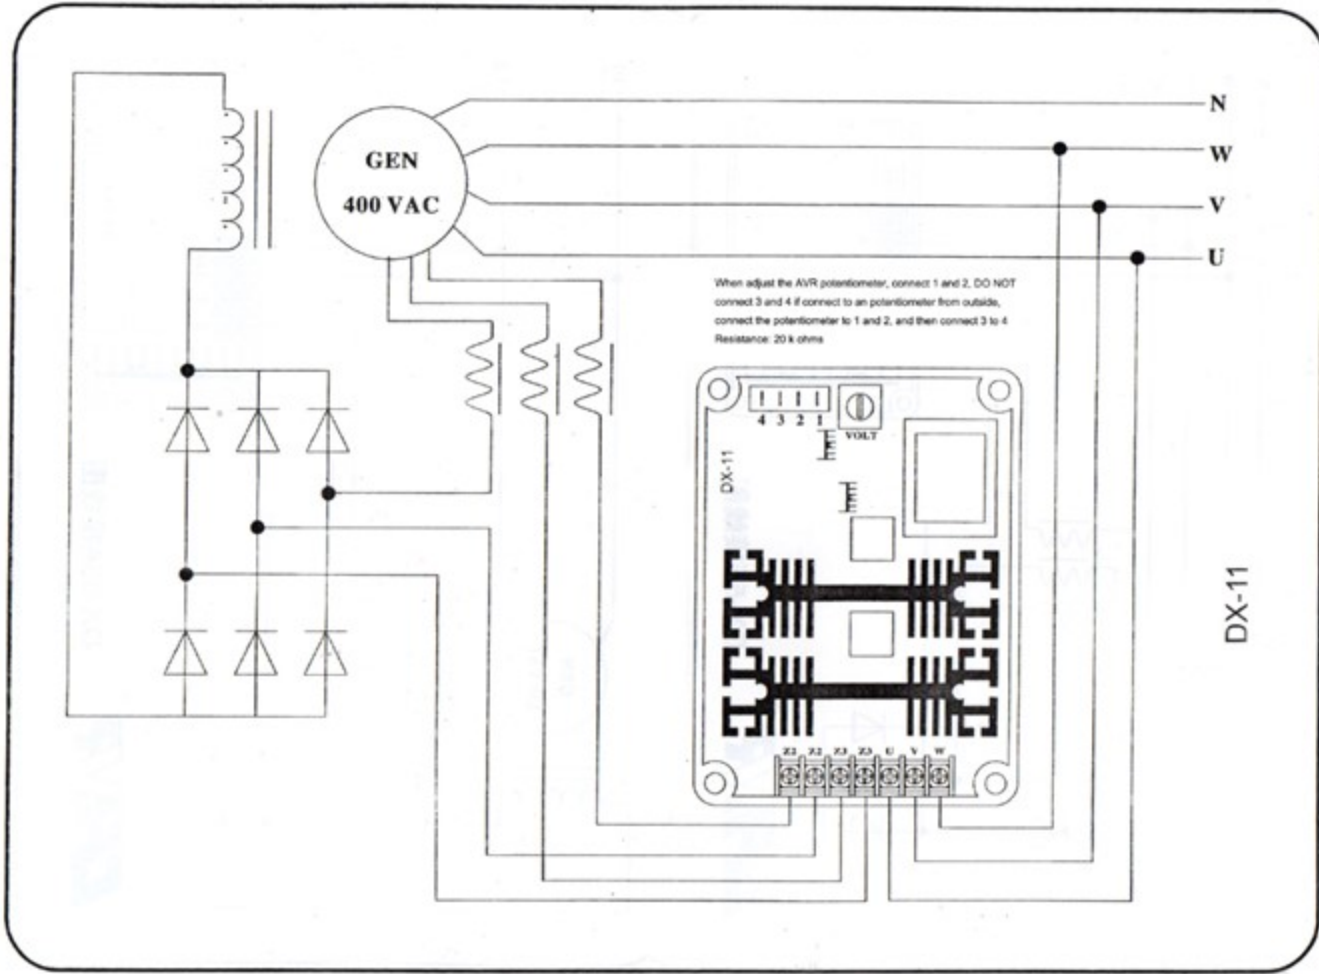 N
GEN
W
400 VAC
V
U
When adjust the AVR potentiometer, connect 1 and 2, DO NOT
connect 3 and 4 if connect to an potentiometer from outside,
connect the potentiometer to 1 and 2, and then connect 3 to 4
Resistance: 20 k ohms
4 3 2 1
VOLT
DX-11
DX-11
Z2 Z3 Z3 U V W